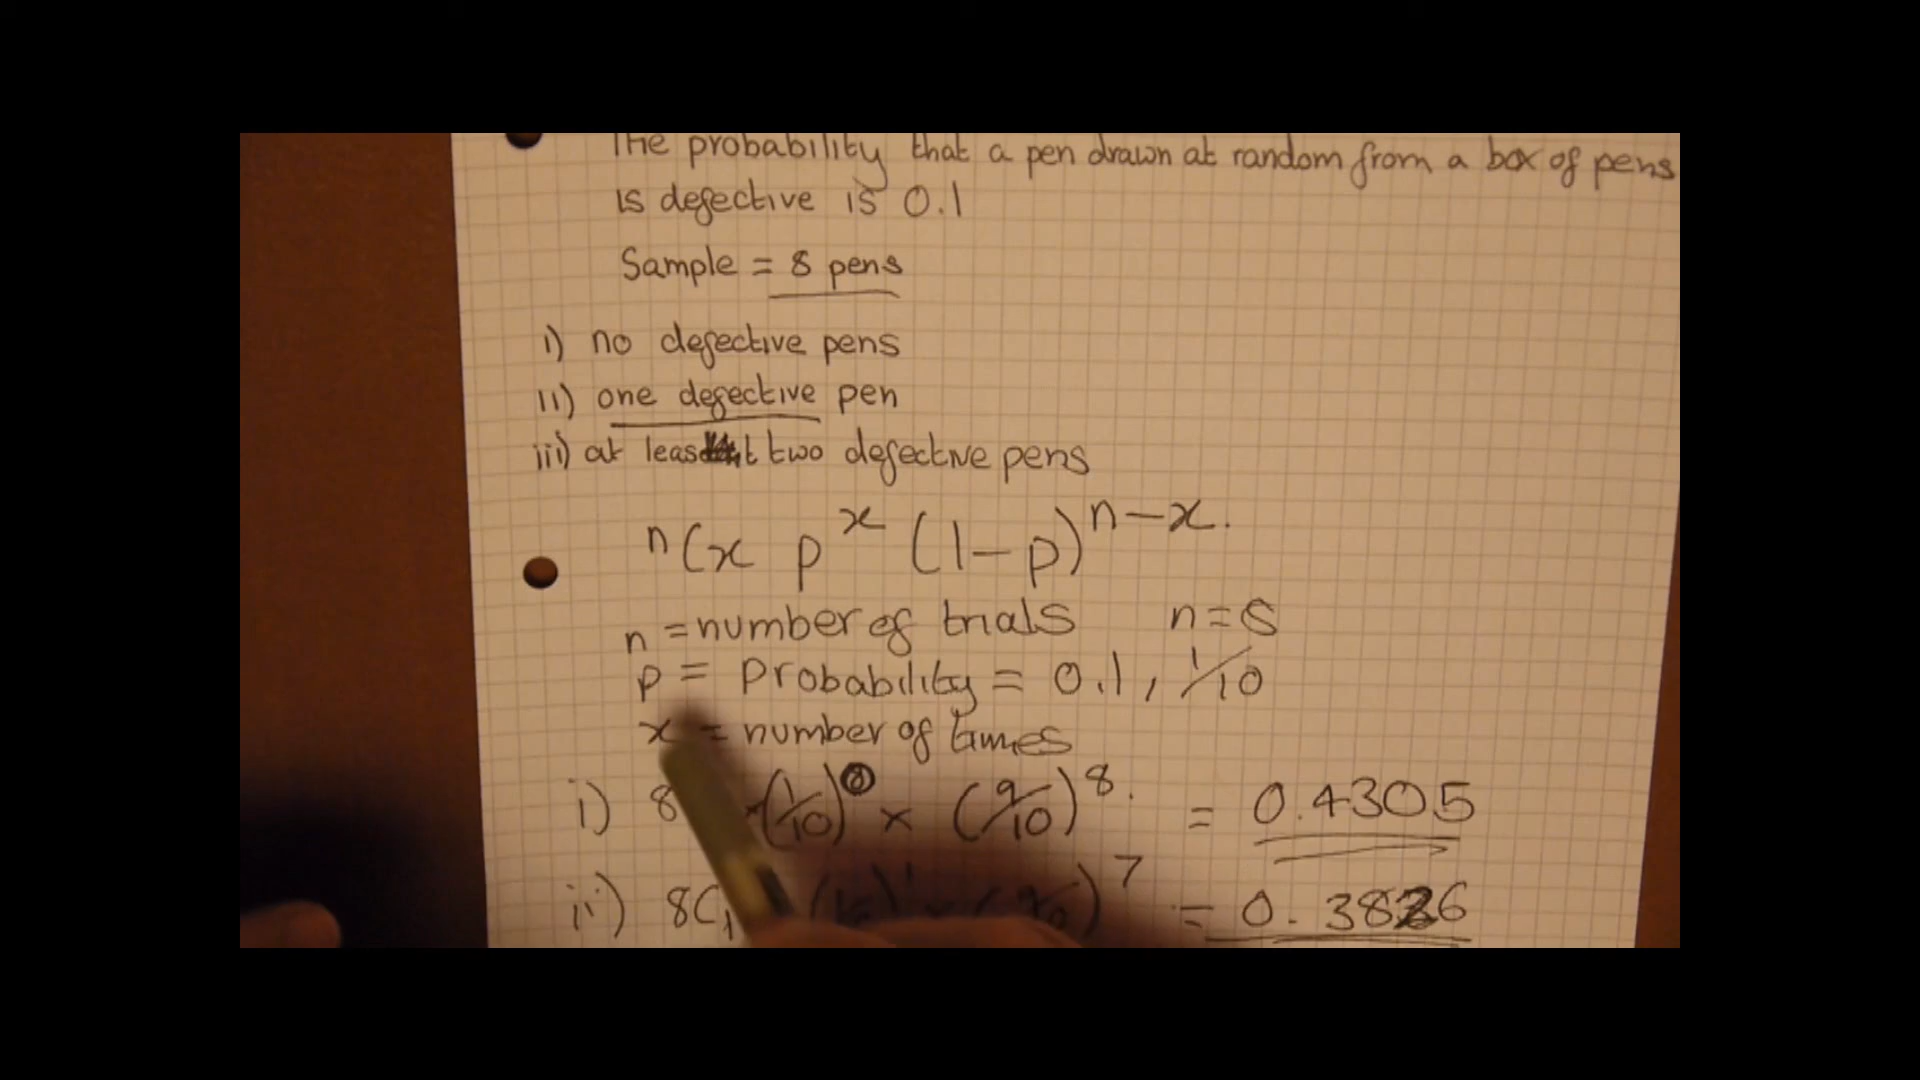 The probability that a pen drawn at random from a box of pens
is defective is 0.1
Sample = 8 pens
i) no defective pens
ii) one defective pen
iii) at least two defective pens
nCx p^x (1-p)^n-x.
n = number of trials n = 8
p = Probability = 0.1, 1/10
x = number of times
i) 8 (1/10)^0 x (9/10)^8. = 0.4305
ii) 8C1 ( )^1 x ( )^7 = 0.3826